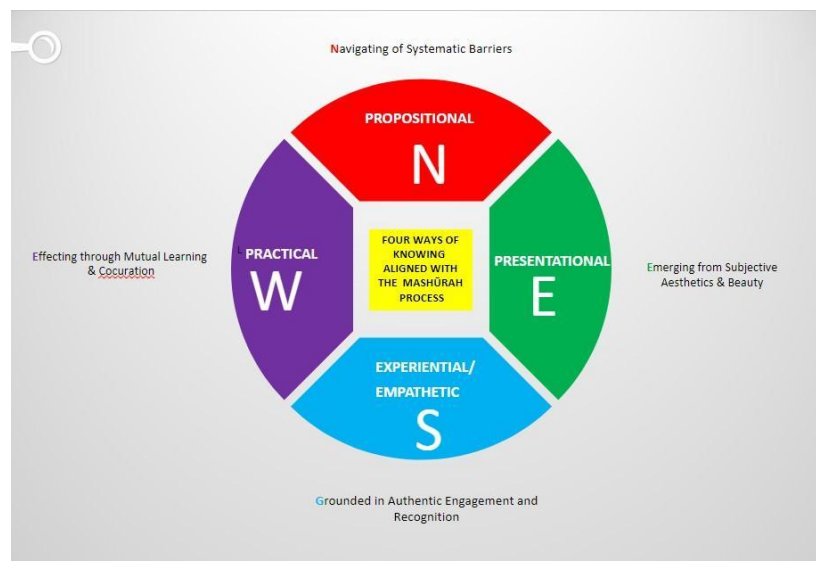 Navigating of Systematic Barriers
PROPOSITIONAL
N
Effecting through Mutual Learning
& Cocuration
L PRACTICAL
W
FOUR WAYS OF
KNOWING
ALIGNED WITH
THE MASHŪRAH
PROCESS
PRESENTATIONAL
E
Emerging from Subjective
Aesthetics & Beauty
EXPERIENTIAL/
EMPATHETIC
S
Grounded in Authentic Engagement and
Recognition